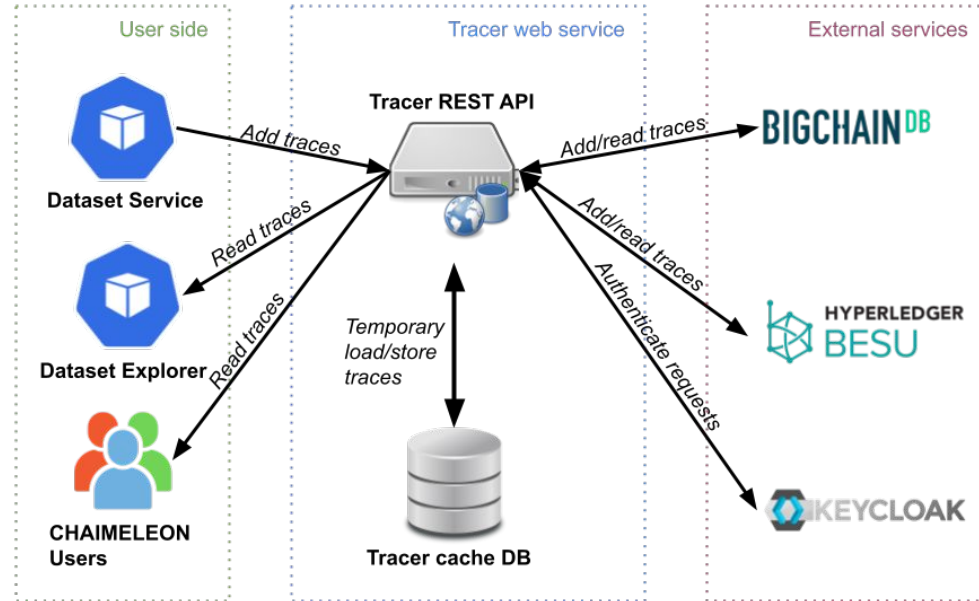 User side
Tracer web service
External services
Tracer REST API
Add traces
Add/read traces
BIGCHAIN DB
Dataset Service
Read traces
Add/read traces
HYPERLEDGER
BESU
Dataset Explorer
Read traces
Temporary
load/store
traces
Authenticate requests
CHAIMELEON
Users
Tracer cache DB
KEYCLOAK